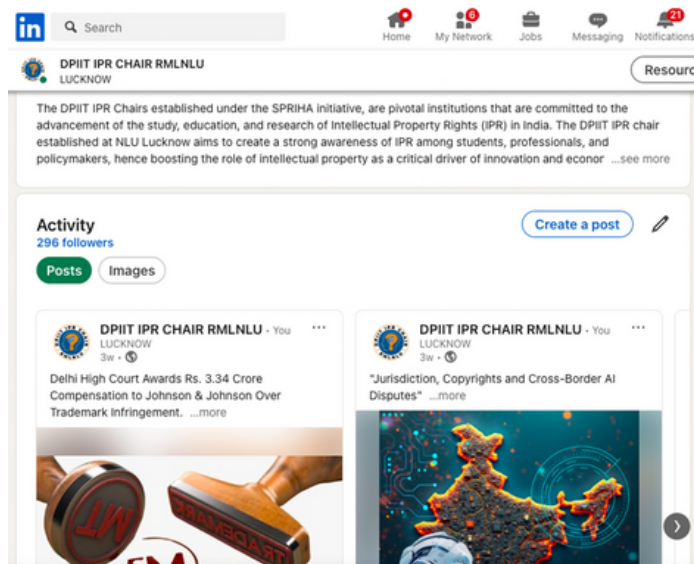 in
Search
Home
6
My Network
Jobs
Messaging
21
Notifications
DPIIT IPR CHAIR RMLNLU
LUCKNOW
Resourc
The DPIIT IPR Chairs established under the SPRIHA initiative, are pivotal institutions that are committed to the
advancement of the study, education, and research of Intellectual Property Rights (IPR) in India. The DPIIT IPR chair
established at NLU Lucknow aims to create a strong awareness of IPR among students, professionals, and
policymakers, hence boosting the role of intellectual property as a critical driver of innovation and econor ...see more
Activity
296 followers
Create a post
Posts
Images
DPIIT IPR CHAIR RMLNLU • You
LUCKNOW
3w •
Delhi High Court Awards Rs. 3.34 Crore
Compensation to Johnson & Johnson Over
Trademark Infringement. ...more
TM
TRADEMARK
DPIIT IPR CHAIR RMLNLU • You
LUCKNOW
3w •
"Jurisdiction, Copyrights and Cross-Border AI
Disputes" ...more